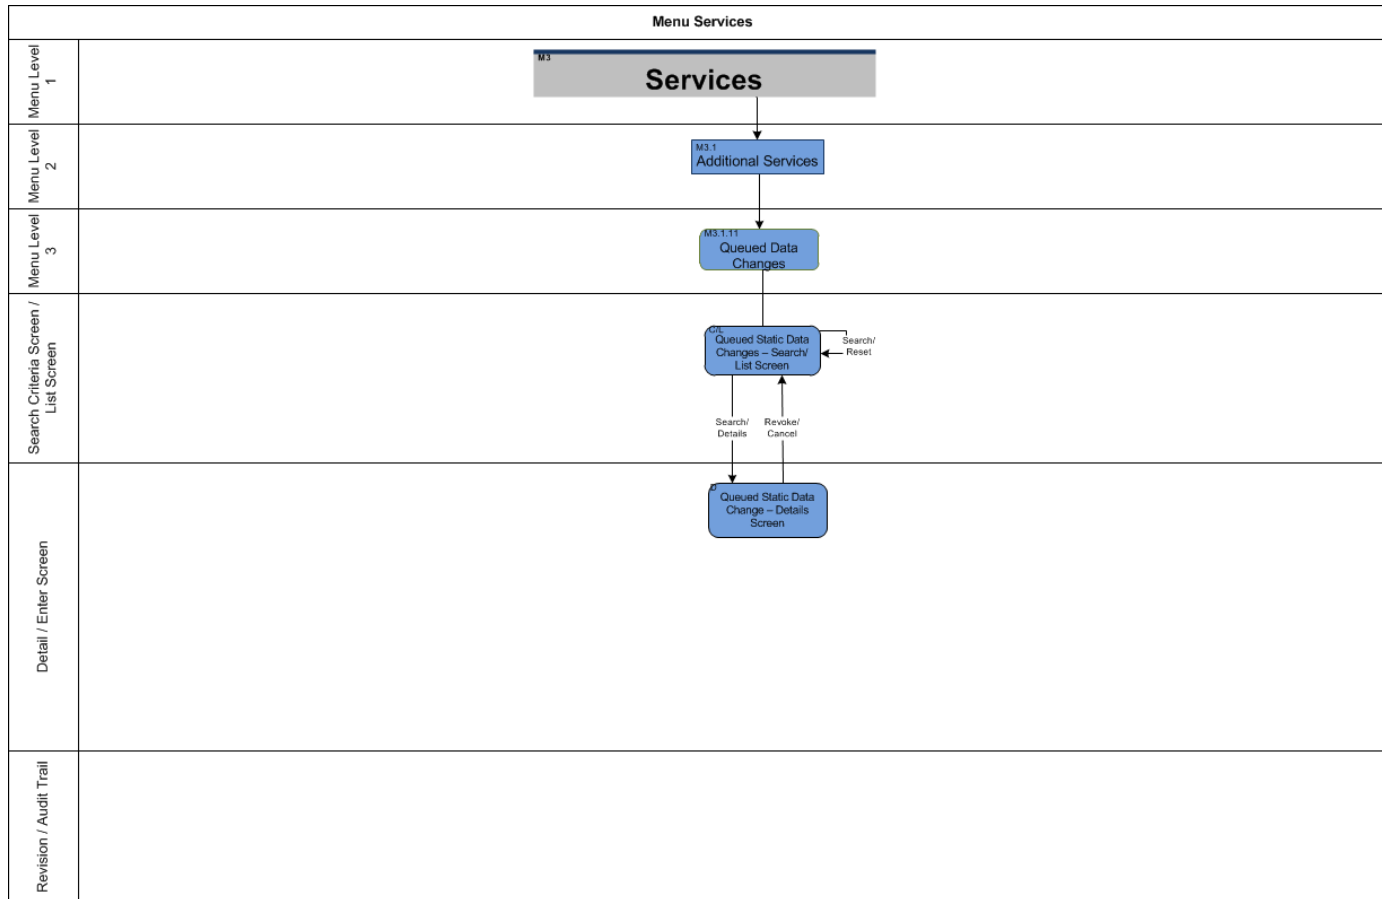 Menu Services
Menu Level
1
M3
Services
Menu Level
2
M3.1
Additional Services
Menu Level
3
M3.1.11
Queued Data
Changes
Search Criteria Screen /
List Screen
C/L
Queued Static Data
Changes – Search/
List Screen
Search/
Reset
Search/
Details
Revoke/
Cancel
Detail / Enter Screen
D
Queued Static Data
Change – Details
Screen
Revision / Audit Trail